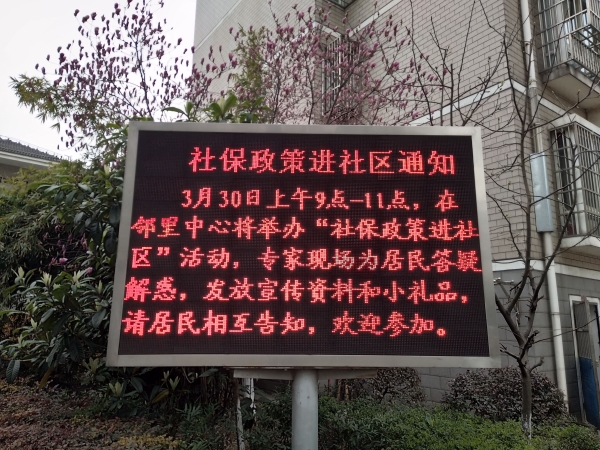 社保政策进社区通知
3月30日上午9点-11点，在
邻里中心将举办“社保政策进社
区”活动，专家现场为居民答疑
解惑，发放宣传资料和小礼品，
请居民相互告知，欢迎参加。